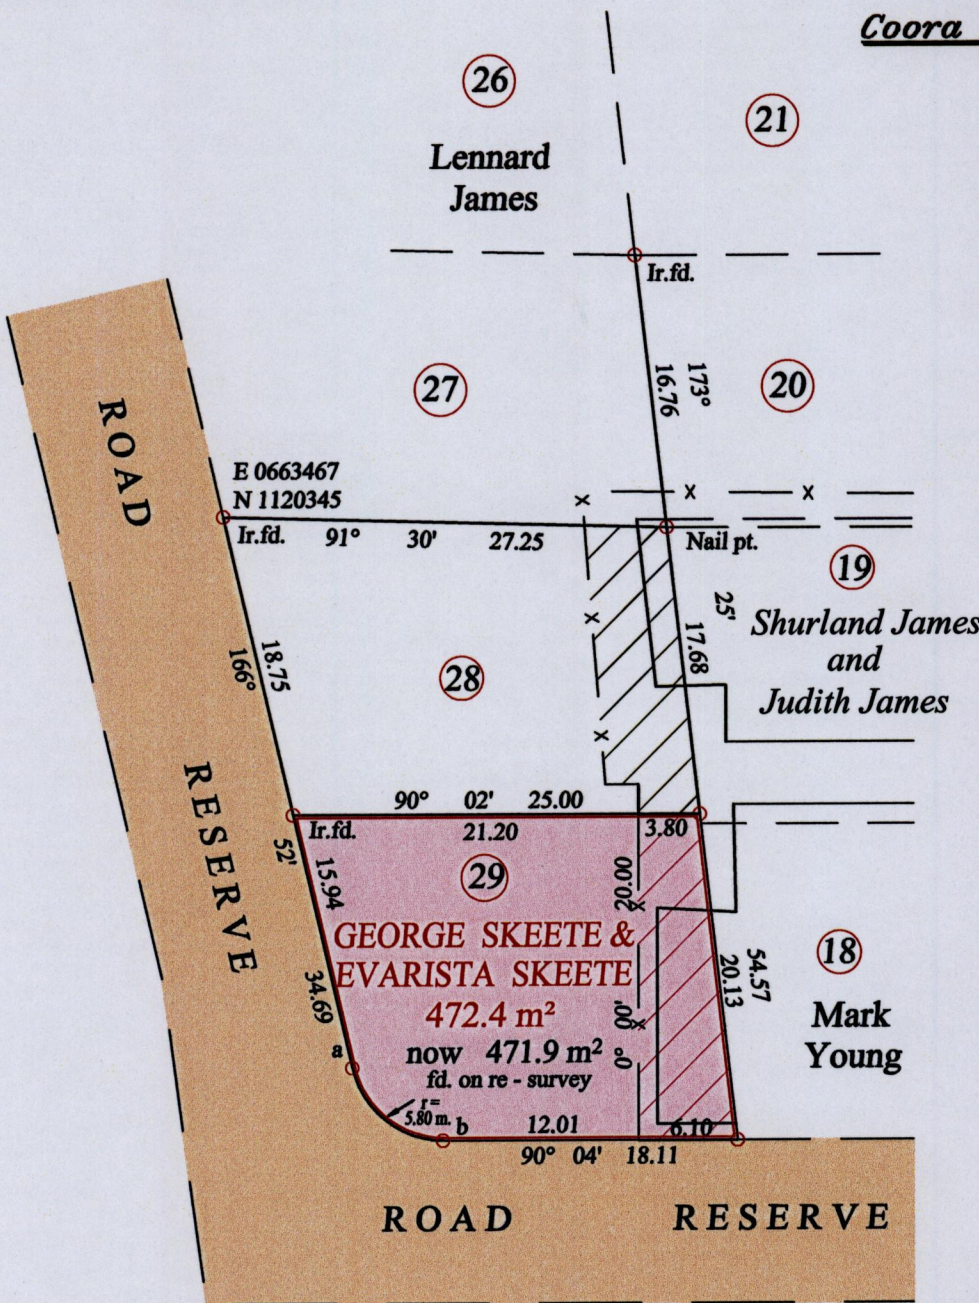 Coora
26
Lennard
James
21
Ir.fd.
27
173°
16.76
20
ROAD
E 0663467
N 1120345
Ir.fd. 91° 30' 27.25
Nail pt.
19
25'
17.68
Shurland James
and
Judith James
18.75
166°
28
RESERVE
90° 02' 25.00
Ir.fd.
21.20
3.80
52'
15.94
29
20.00
GEORGE SKEETE &
EVARISTA SKEETE
472.4 m²
now 471.9 m²
fd. on re - survey
34.69
00'
0°
54.57
20.13
18
Mark
Young
a
r =
5.80 m.
b
12.01
6.10
90° 04' 18.11
ROAD RESERVE
x
x
x
x
x
x
x